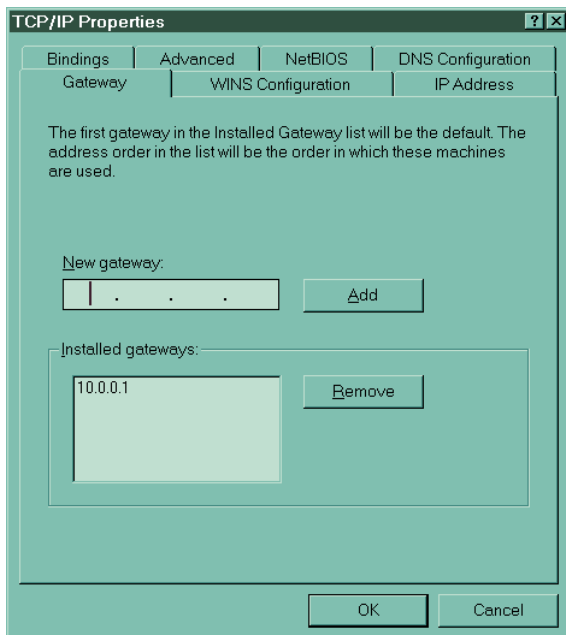 TCP/IP Properties
Bindings Advanced NetBIOS DNS Configuration
Gateway WINS Configuration IP Address
The first gateway in the Installed Gateway list will be the default. The
address order in the list will be the order in which these machines
are used.
New gateway:
. . .
Add
Installed gateways:
10.0.0.1
Remove
OK Cancel